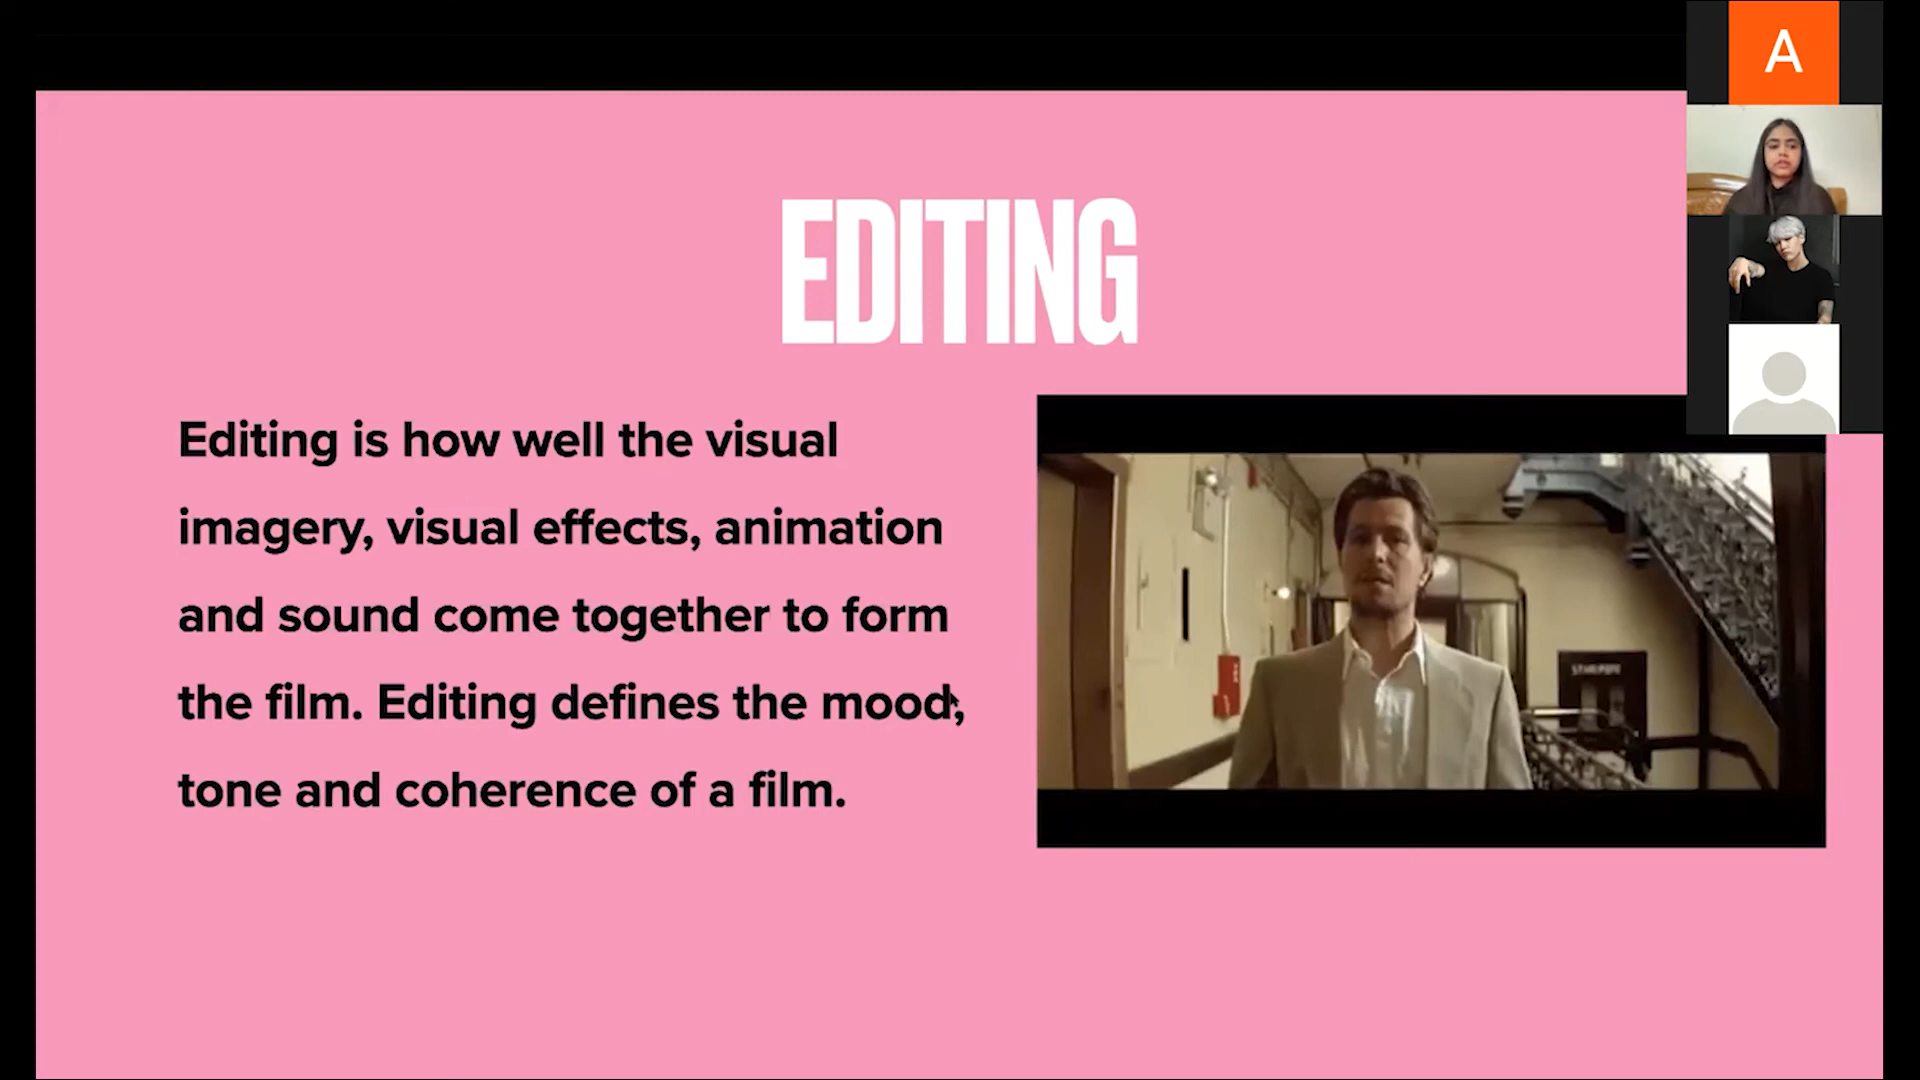 A
EDITING
Editing is how well the visual
imagery, visual effects, animation
and sound come together to form
the film. Editing defines the mood,
tone and coherence of a film.